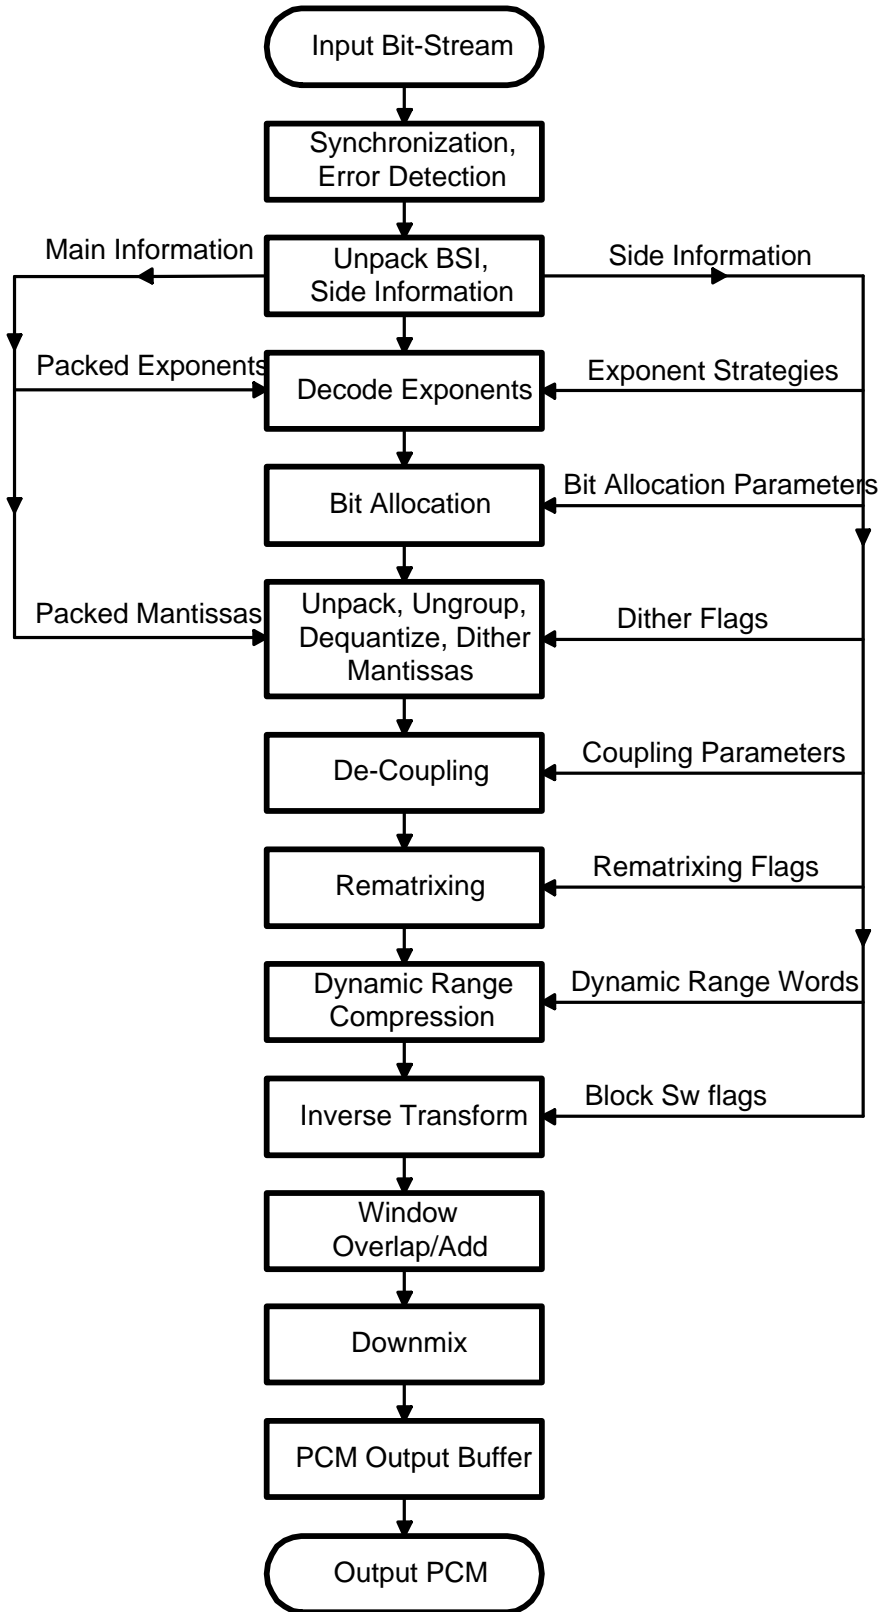 Input Bit-Stream
Synchronization,
Error Detection
Main Information
Unpack BSI,
Side Information
Side Information
Packed Exponents
Decode Exponents
Exponent Strategies
Bit Allocation
Bit Allocation Parameters
Packed Mantissas
Unpack, Ungroup,
Dequantize, Dither
Mantissas
Dither Flags
De-Coupling
Coupling Parameters
Rematrixing
Rematrixing Flags
Dynamic Range
Compression
Dynamic Range Words
Inverse Transform
Block Sw flags
Window
Overlap/Add
Downmix
PCM Output Buffer
Output PCM